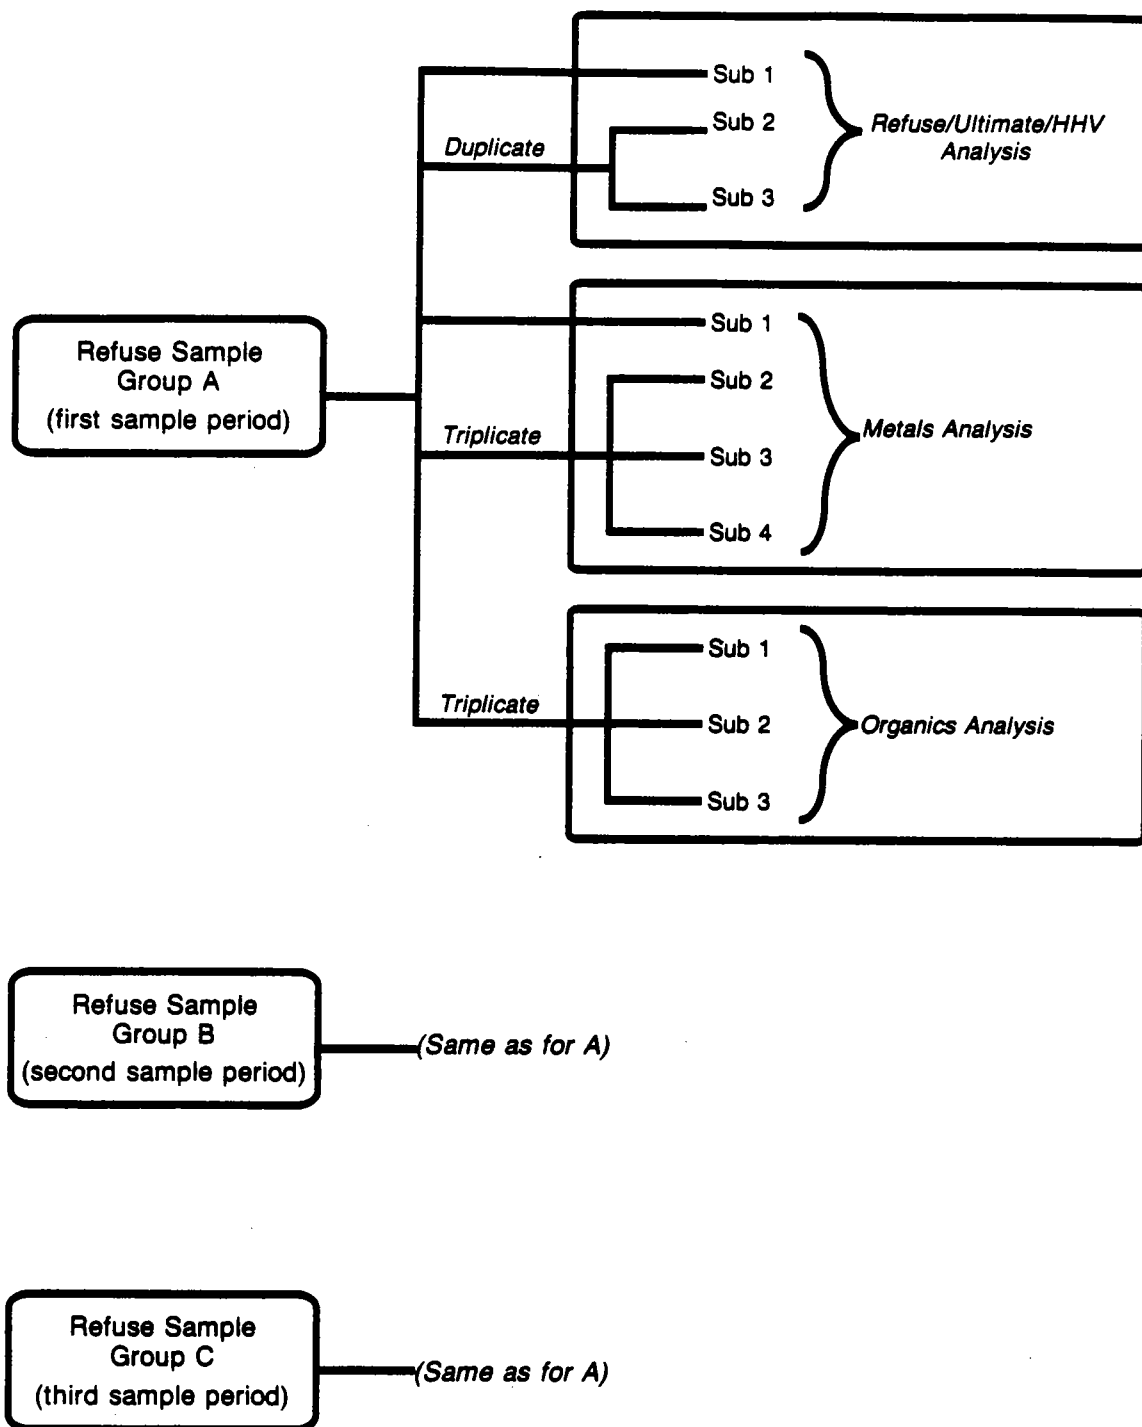 Sub 1
Sub 2
Duplicate
Sub 3
Refuse/Ultimate/HHV
Analysis
Refuse Sample
Group A
(first sample period)
Sub 1
Sub 2
Triplicate
Sub 3
Sub 4
Metals Analysis
Sub 1
Triplicate
Sub 2
Sub 3
Organics Analysis
Refuse Sample
Group B
(second sample period)
(Same as for A)
Refuse Sample
Group C
(third sample period)
(Same as for A)